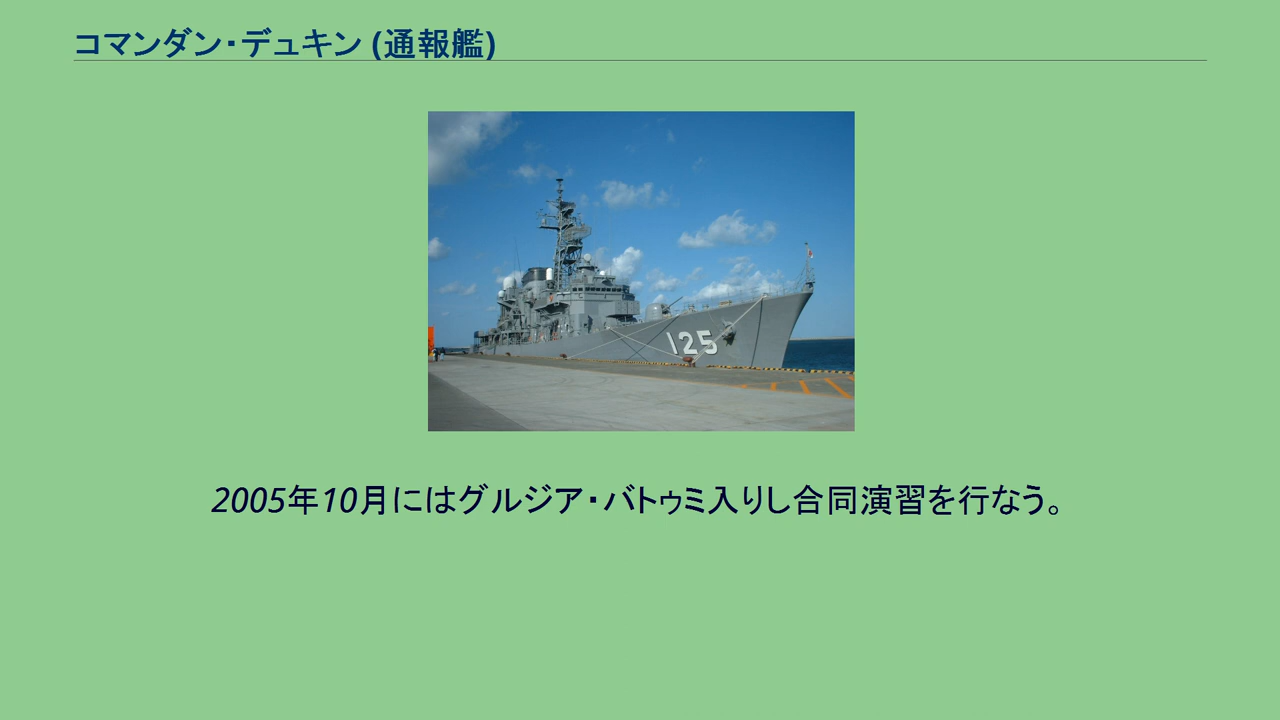 コマンダン・デュキン (通報艦)
125
2005年10月にはグルジア・バトゥミ入りし合同演習を行なう。